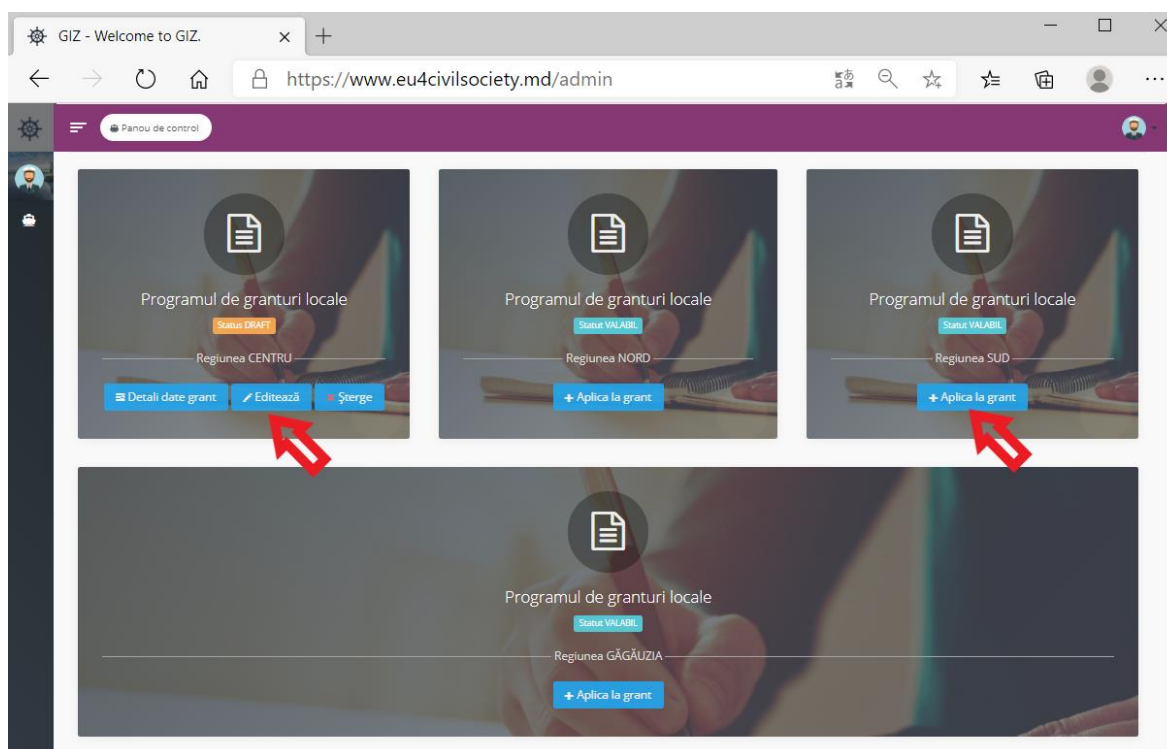 GIZ - Welcome to GIZ.
https://www.eu4civilsociety.md/admin
Panou de control
Programul de granturi locale
Status DRAFT
Regiunea CENTRU
Detali date grant
Editează
Șterge
Programul de granturi locale
Statut VALABIL
Regiunea NORD
+ Aplica la grant
Programul de granturi locale
Statut VALABIL
Regiunea SUD
+ Aplica la grant
Programul de granturi locale
Statut VALABIL
Regiunea GĂGĂUZIA
+ Aplica la grant